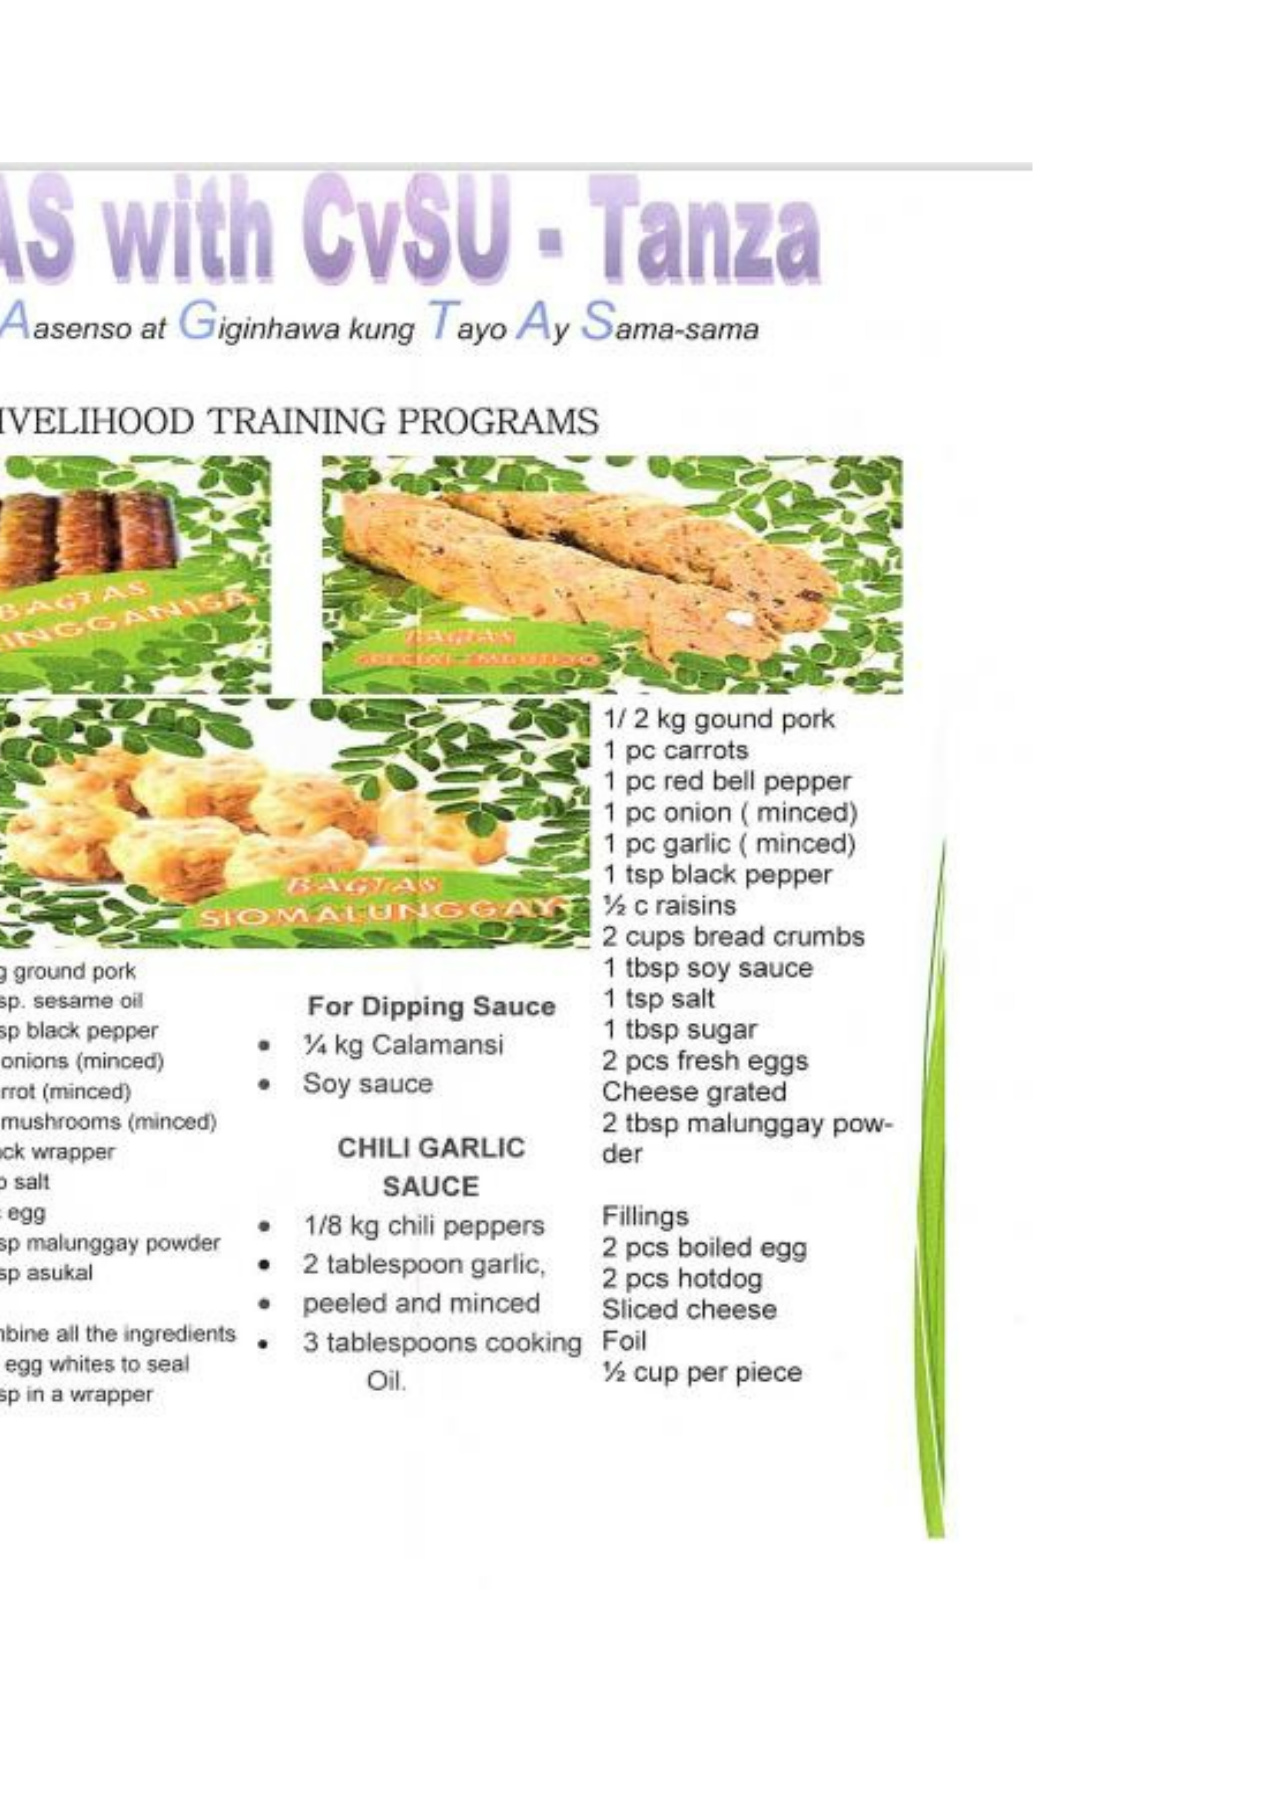 AS with CvSU - Tanza
Aasenso at Giginhawa kung Tayo Ay Sama-sama
IVELIHOOD TRAINING PROGRAMS
BAGTAS
INGGANISA
BAGTAS
SPECIAL EMBUTIDO
BAGTAS
SIOMALUNGGAY
g ground pork
sp. sesame oil
sp black pepper
onions (minced)
rrot (minced)
mushrooms (minced)
ck wrapper
p salt
egg
sp malunggay powder
sp asukal
nbine all the ingredients
egg whites to seal
sp in a wrapper
For Dipping Sauce
• ¼ kg Calamansi
• Soy sauce
CHILI GARLIC
SAUCE
• 1/8 kg chili peppers
• 2 tablespoon garlic,
• peeled and minced
• 3 tablespoons cooking
Oil.
1/ 2 kg gound pork
1 pc carrots
1 pc red bell pepper
1 pc onion ( minced)
1 pc garlic ( minced)
1 tsp black pepper
½ c raisins
2 cups bread crumbs
1 tbsp soy sauce
1 tsp salt
1 tbsp sugar
2 pcs fresh eggs
Cheese grated
2 tbsp malunggay pow-
der
Fillings
2 pcs boiled egg
2 pcs hotdog
Sliced cheese
Foil
½ cup per piece